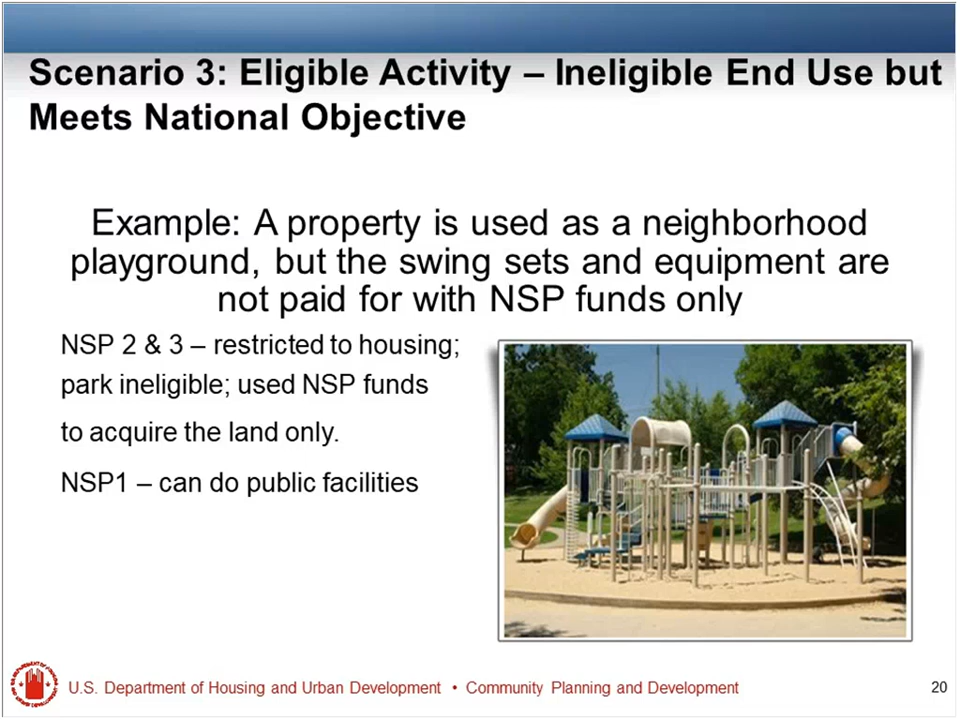 Scenario 3: Eligible Activity – Ineligible End Use but
Meets National Objective
Example: A property is used as a neighborhood
playground, but the swing sets and equipment are
not paid for with NSP funds only
NSP 2 & 3 – restricted to housing;
park ineligible; used NSP funds
to acquire the land only.
NSP1 – can do public facilities
U.S. Department of Housing and Urban Development • Community Planning and Development
20